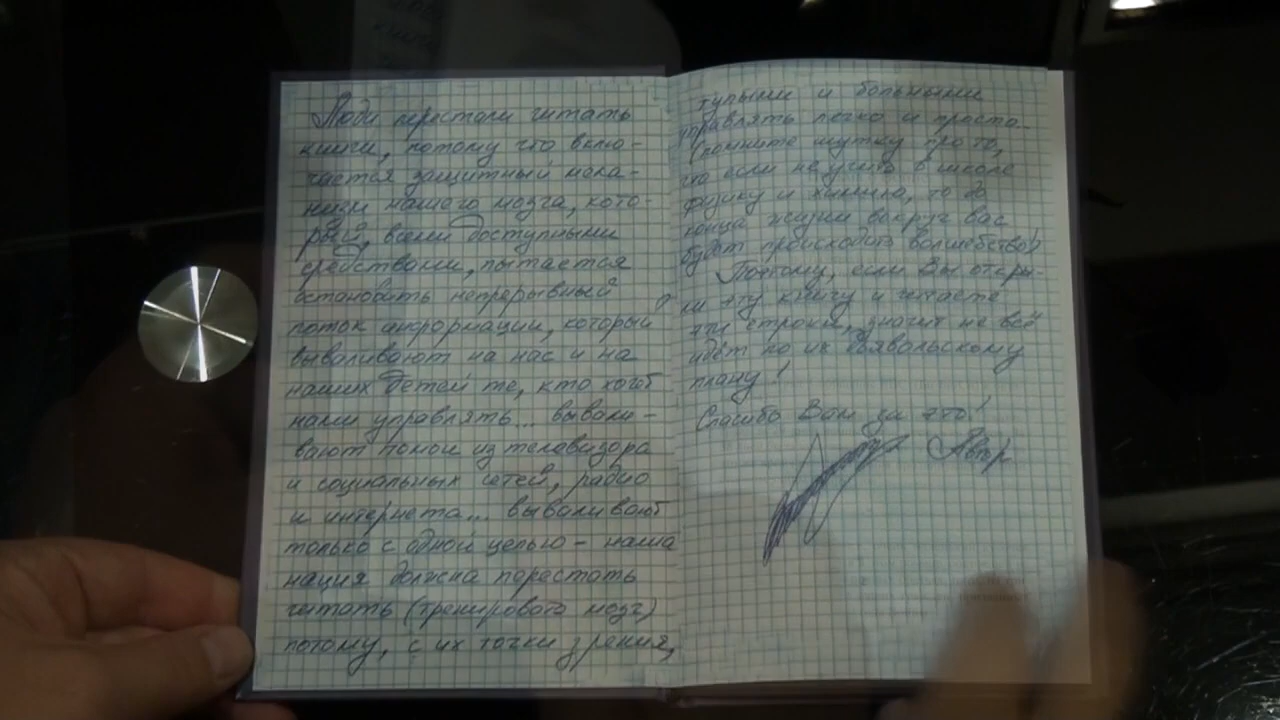 Люди перестали читать
книги, потому что вклю-
чается защитный меха-
низм нашего мозга, кото-
рый, всеми доступными
средствами, пытается
остановить непрерывный
поток информации, который
вываливают на нас и на
наших детей те, кто хочет
нами управлять... вывали-
вают помои из телевизора
и социальных сетей, радио
и интернета... вываливают
только с одной целью - наша
нация должна перестать
читать (тренировать мозг)
потому, с их точки зрения,
тупыми и больными
управлять легко и просто...
(помните шутку про то,
что если не учить в школе
физику и химию, то до
конца жизни вокруг вас
будет происходить волшебство!)
Поэтому, если Вы откры-
ли эту книгу и читаете
эти строки, значит не всё
идёт по их дьявольскому
плану!
Спасибо Вам за это!
Автор